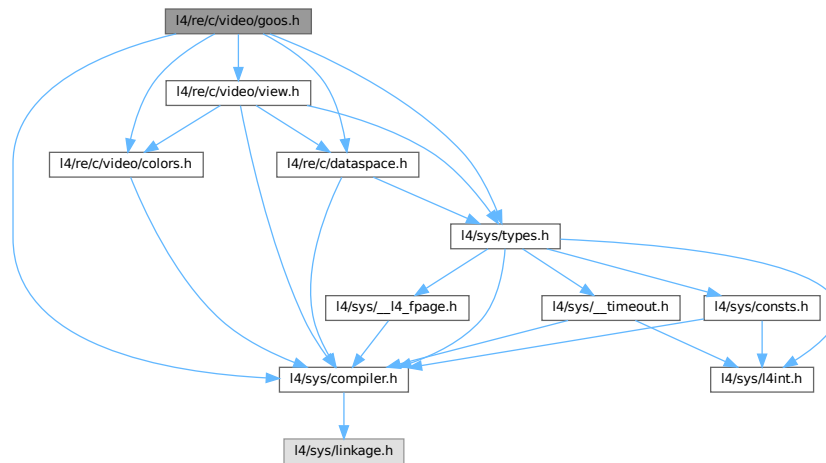 l4/re/c/video/goos.h
l4/re/c/video/view.h
l4/re/c/video/colors.h
l4/re/c/dataspace.h
l4/sys/types.h
l4/sys/__l4_fpage.h
l4/sys/__timeout.h
l4/sys/consts.h
l4/sys/compiler.h
l4/sys/l4int.h
l4/sys/linkage.h